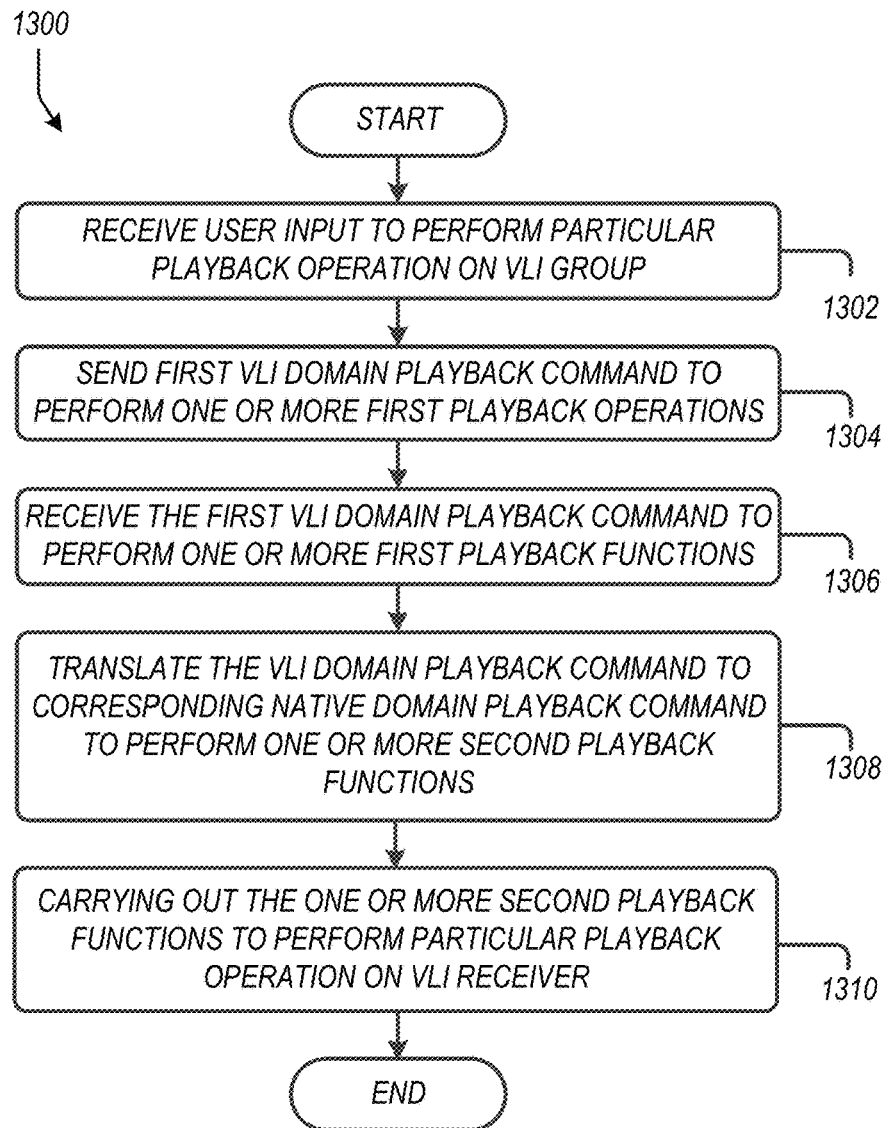 1300
START
RECEIVE USER INPUT TO PERFORM PARTICULAR
PLAYBACK OPERATION ON VLI GROUP
1302
SEND FIRST VLI DOMAIN PLAYBACK COMMAND TO
PERFORM ONE OR MORE FIRST PLAYBACK OPERATIONS
1304
RECEIVE THE FIRST VLI DOMAIN PLAYBACK COMMAND TO
PERFORM ONE OR MORE FIRST PLAYBACK FUNCTIONS
1306
TRANSLATE THE VLI DOMAIN PLAYBACK COMMAND TO
CORRESPONDING NATIVE DOMAIN PLAYBACK COMMAND
TO PERFORM ONE OR MORE SECOND PLAYBACK
FUNCTIONS
1308
CARRYING OUT THE ONE OR MORE SECOND PLAYBACK
FUNCTIONS TO PERFORM PARTICULAR PLAYBACK
OPERATION ON VLI RECEIVER
1310
END